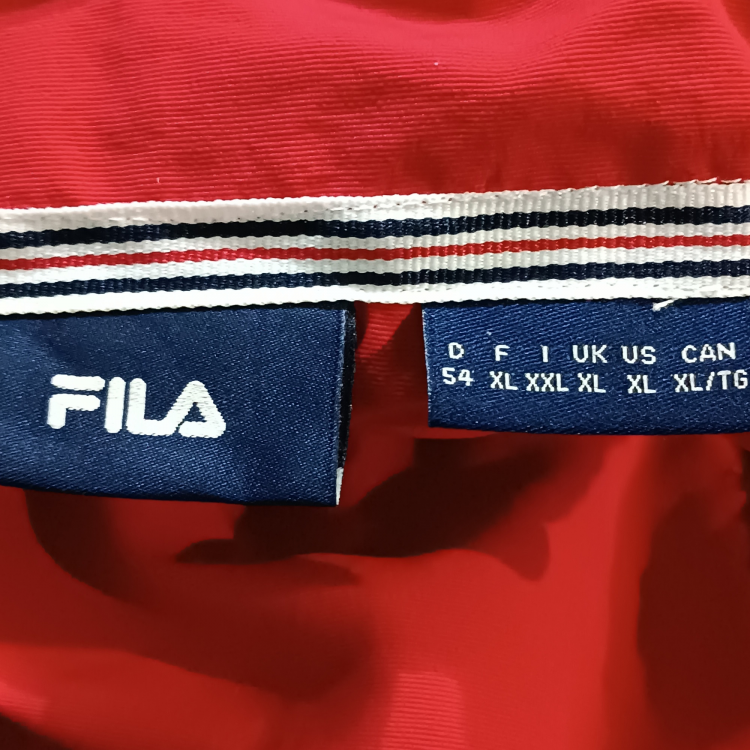 FILA
D F I UK US CAN
54 XL XXL XL XL XL/TG